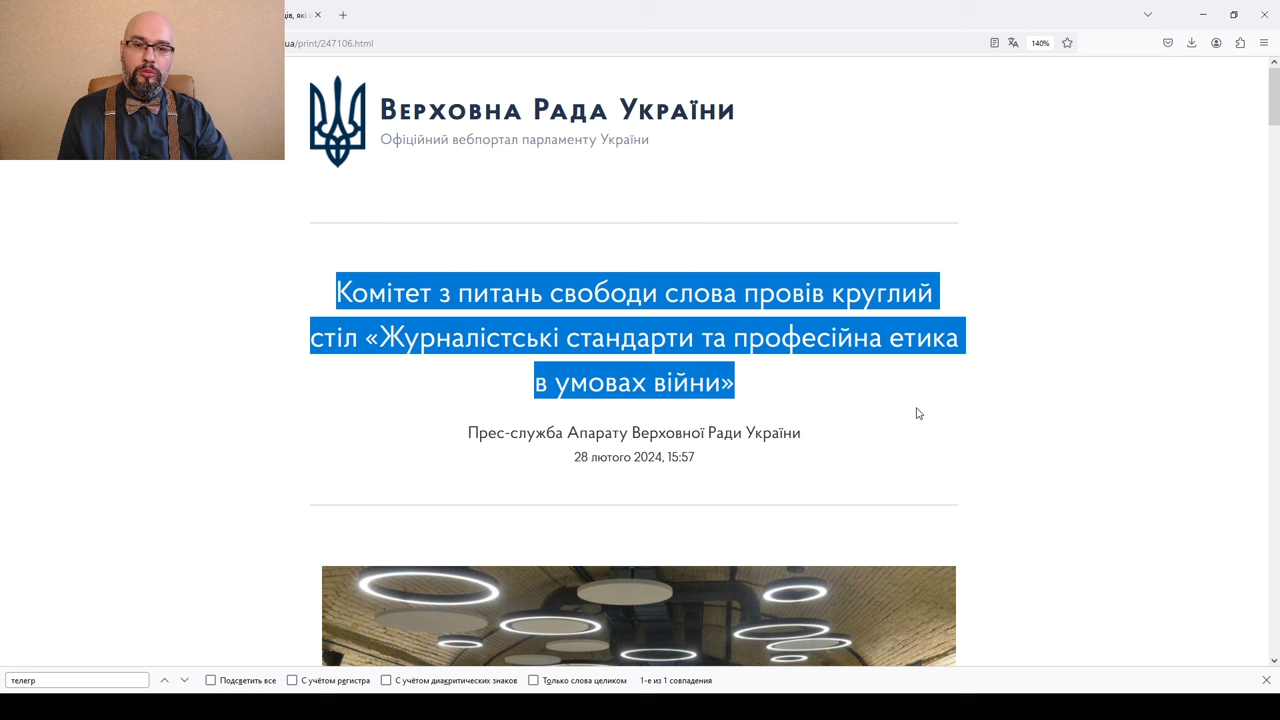 ців, які
ua/print/247106.html
140%
Верховна Рада України
Офіційний вебпортал парламенту України
Комітет з питань свободи слова провів круглий
стіл «Журналістські стандарти та професійна етика
в умовах війни»
Прес-служба Апарату Верховної Ради України
28 лютого 2024, 15:57
телегр
Подсветить все
С учётом регистра
С учётом диакритических знаков
Только слова целиком
1-е из 1 совпадения